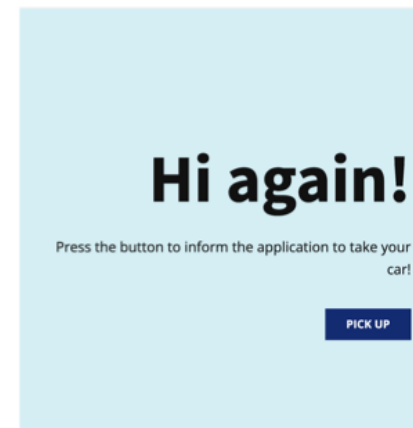 Hi again!
Press the button to inform the application to take your
car!
PICK UP